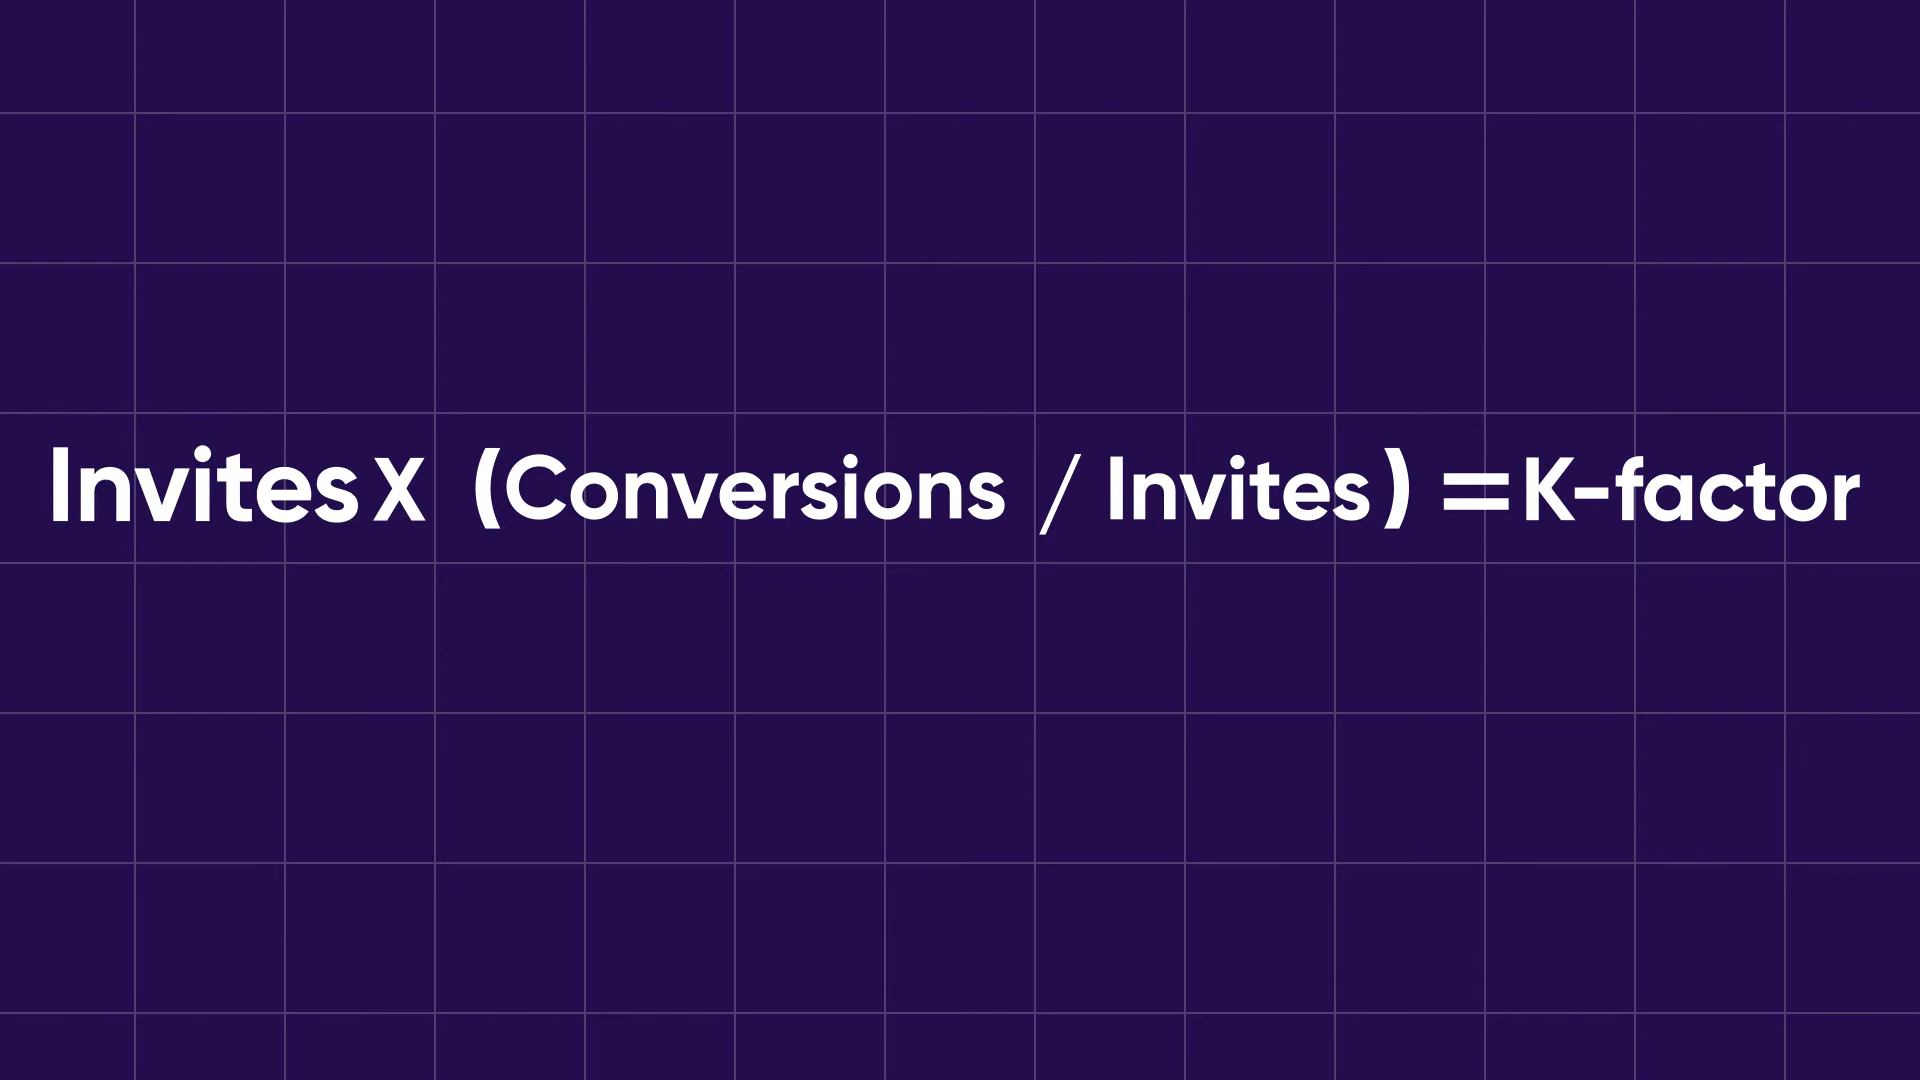 Invites X (Conversions / Invites) = K-factor